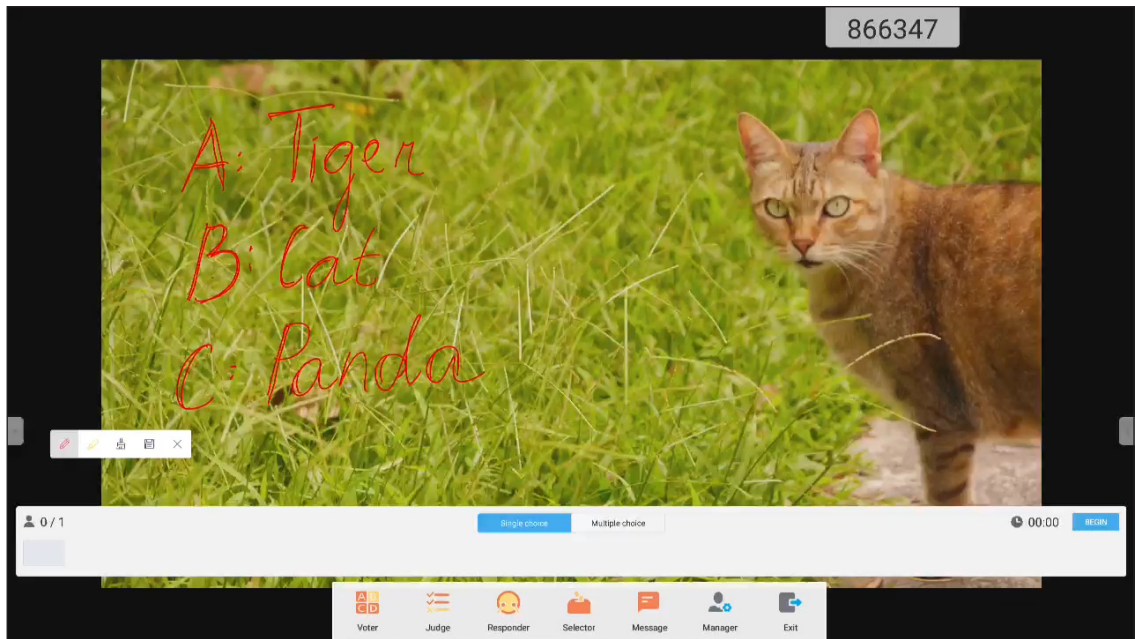 866347
A: Tiger
B: Cat
C: Panda
0 / 1
Single choice Multiple choice
00:00 BEGIN
A B C D
Voter Judge Responder Selector Message Manager Exit